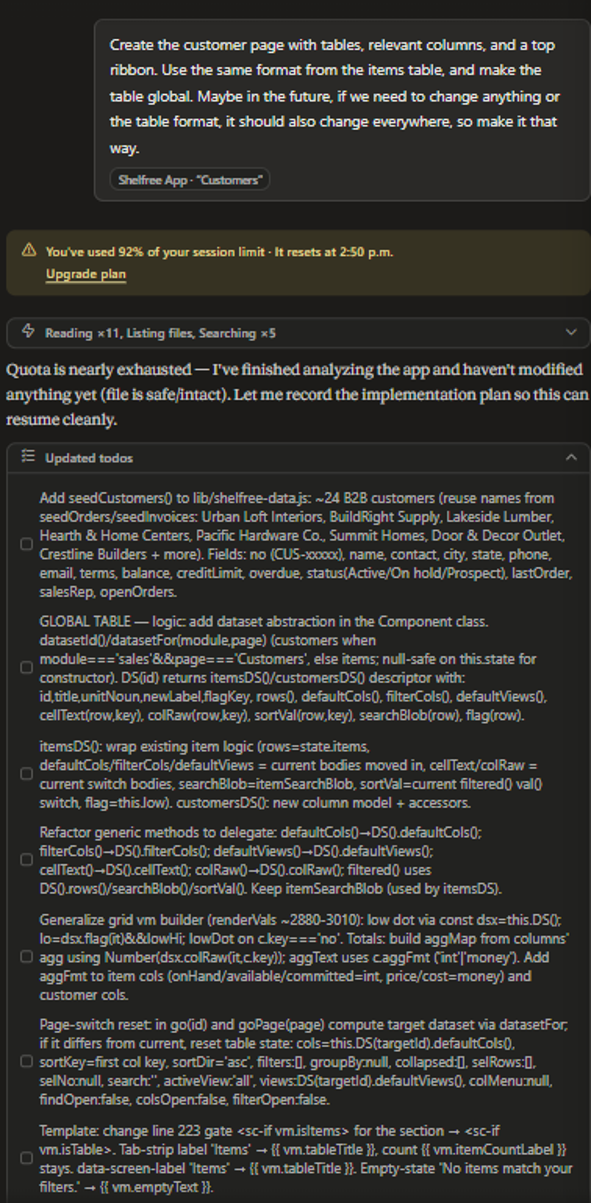 Create the customer page with tables, relevant columns, and a top
ribbon. Use the same format from the items table, and make the
table global. Maybe in the future, if we need to change anything or
the table format, it should also change everywhere, so make it that
way.
Shelfree App · "Customers"
You've used 92% of your session limit · It resets at 2:50 p.m.
Upgrade plan
Reading ×11, Listing files, Searching ×5
Quota is nearly exhausted — I've finished analyzing the app and haven't modified
anything yet (file is safe/intact). Let me record the implementation plan so this can
resume cleanly.
Updated todos
Add seedCustomers() to lib/shelfree-data.js: ~24 B2B customers (reuse names from
seedOrders/seedInvoices: Urban Loft Interiors, BuildRight Supply, Lakeside Lumber,
Hearth & Home Centers, Pacific Hardware Co., Summit Homes, Door & Decor Outlet,
Crestline Builders + more). Fields: no (CUS-xxxxx), name, contact, city, state, phone,
email, terms, balance, creditLimit, overdue, status(Active/On hold/Prospect), lastOrder,
salesRep, openOrders.
GLOBAL TABLE — logic: add dataset abstraction in the Component class.
datasetId()/datasetFor(module,page) (customers when
module==='sales'&&page==='Customers', else items; null-safe on this.state for
constructor). DS(id) returns itemsDS()/customersDS() descriptor with:
id,title,unitNoun,newLabel,flagKey, rows(), defaultCols(), filterCols(), defaultViews(),
cellText(row,key), colRaw(row,key), sortVal(row,key), searchBlob(row), flag(row).
itemsDS(): wrap existing item logic (rows=state.items,
defaultCols/filterCols/defaultViews = current bodies moved in, cellText/colRaw =
current switch bodies, searchBlob=itemSearchBlob, sortVal=current filtered() val()
switch, flag=this.low). customersDS(): new column model + accessors.
Refactor generic methods to delegate: defaultCols()→DS().defaultCols();
filterCols()→DS().filterCols(); defaultViews()→DS().defaultViews();
cellText()→DS().cellText(); colRaw()→DS().colRaw; filtered() uses
DS().rows()/searchBlob()/sortVal(). Keep itemSearchBlob (used by itemsDS).
Generalize grid vm builder (renderVals ~2880-3010): low dot via const dsx=this.DS();
lo=dsx.flag(it)&&lowHi; lowDot on c.key==='no'. Totals: build aggMap from columns'
agg using Number(dsx.colRaw(it,c.key)); aggText uses c.aggFmt ('int'|'money'). Add
aggFmt to item cols (onHand/available/committed=int, price/cost=money) and
customer cols.
Page-switch reset: in go(id) and goPage(page) compute target dataset via datasetFor;
if it differs from current, reset table state: cols=this.DS(targetId).defaultCols(),
sortKey=first col key, sortDir='asc', filters:[], groupBy:null, collapsed:[], selRows:[],
selNo:null, search:'', activeView:'all', views:DS(targetId).defaultViews(), colMenu:null,
findOpen:false, colsOpen:false, filterOpen:false.
Template: change line 223 gate <sc-if vm.isItems> for the section → <sc-if
vm.isTable>. Tab-strip label 'Items' → {{ vm.tableTitle }}, count {{ vm.itemCountLabel }}
stays. data-screen-label 'Items' → {{ vm.tableTitle }}. Empty-state 'No items match your
filters.' → {{ vm.emptyText }}.